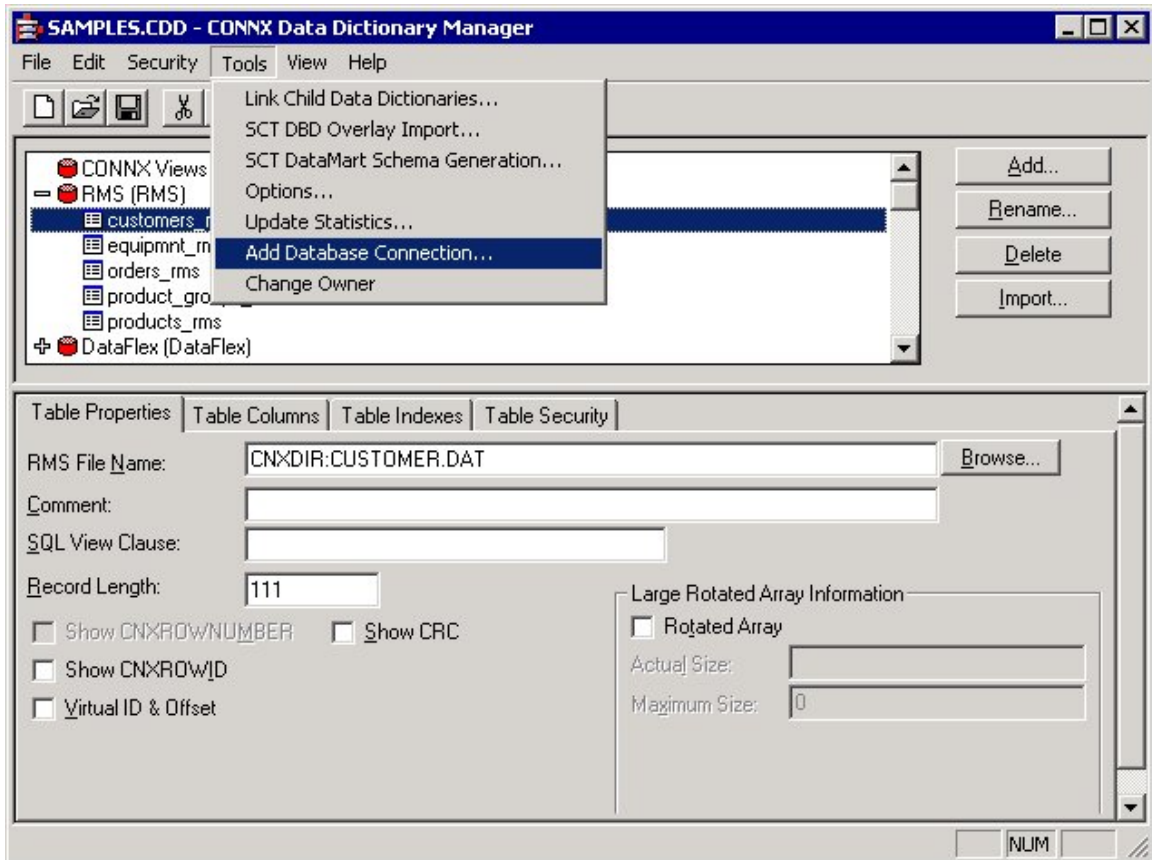 SAMPLES.CDD - CONNX Data Dictionary Manager
File Edit Security Tools View Help
Link Child Data Dictionaries...
SCT DBD Overlay Import...
SCT DataMart Schema Generation...
Options...
Update Statistics...
Add Database Connection...
Change Owner
CONNX Views
RMS (RMS)
customers_
equipmnt_
orders_rms
product_
products_rms
DataFlex (DataFlex)
Add...
Rename...
Delete
Import...
Table Properties Table Columns Table Indexes Table Security
RMS File Name: CNXDIR:CUSTOMER.DAT Browse...
Comment:
SQL View Clause:
Record Length: 111
Show CNXROWNUMBER Show CRC
Show CNXROWID
Virtual ID & Offset
Large Rotated Array Information
Rotated Array
Actual Size:
Maximum Size: 0
NUM